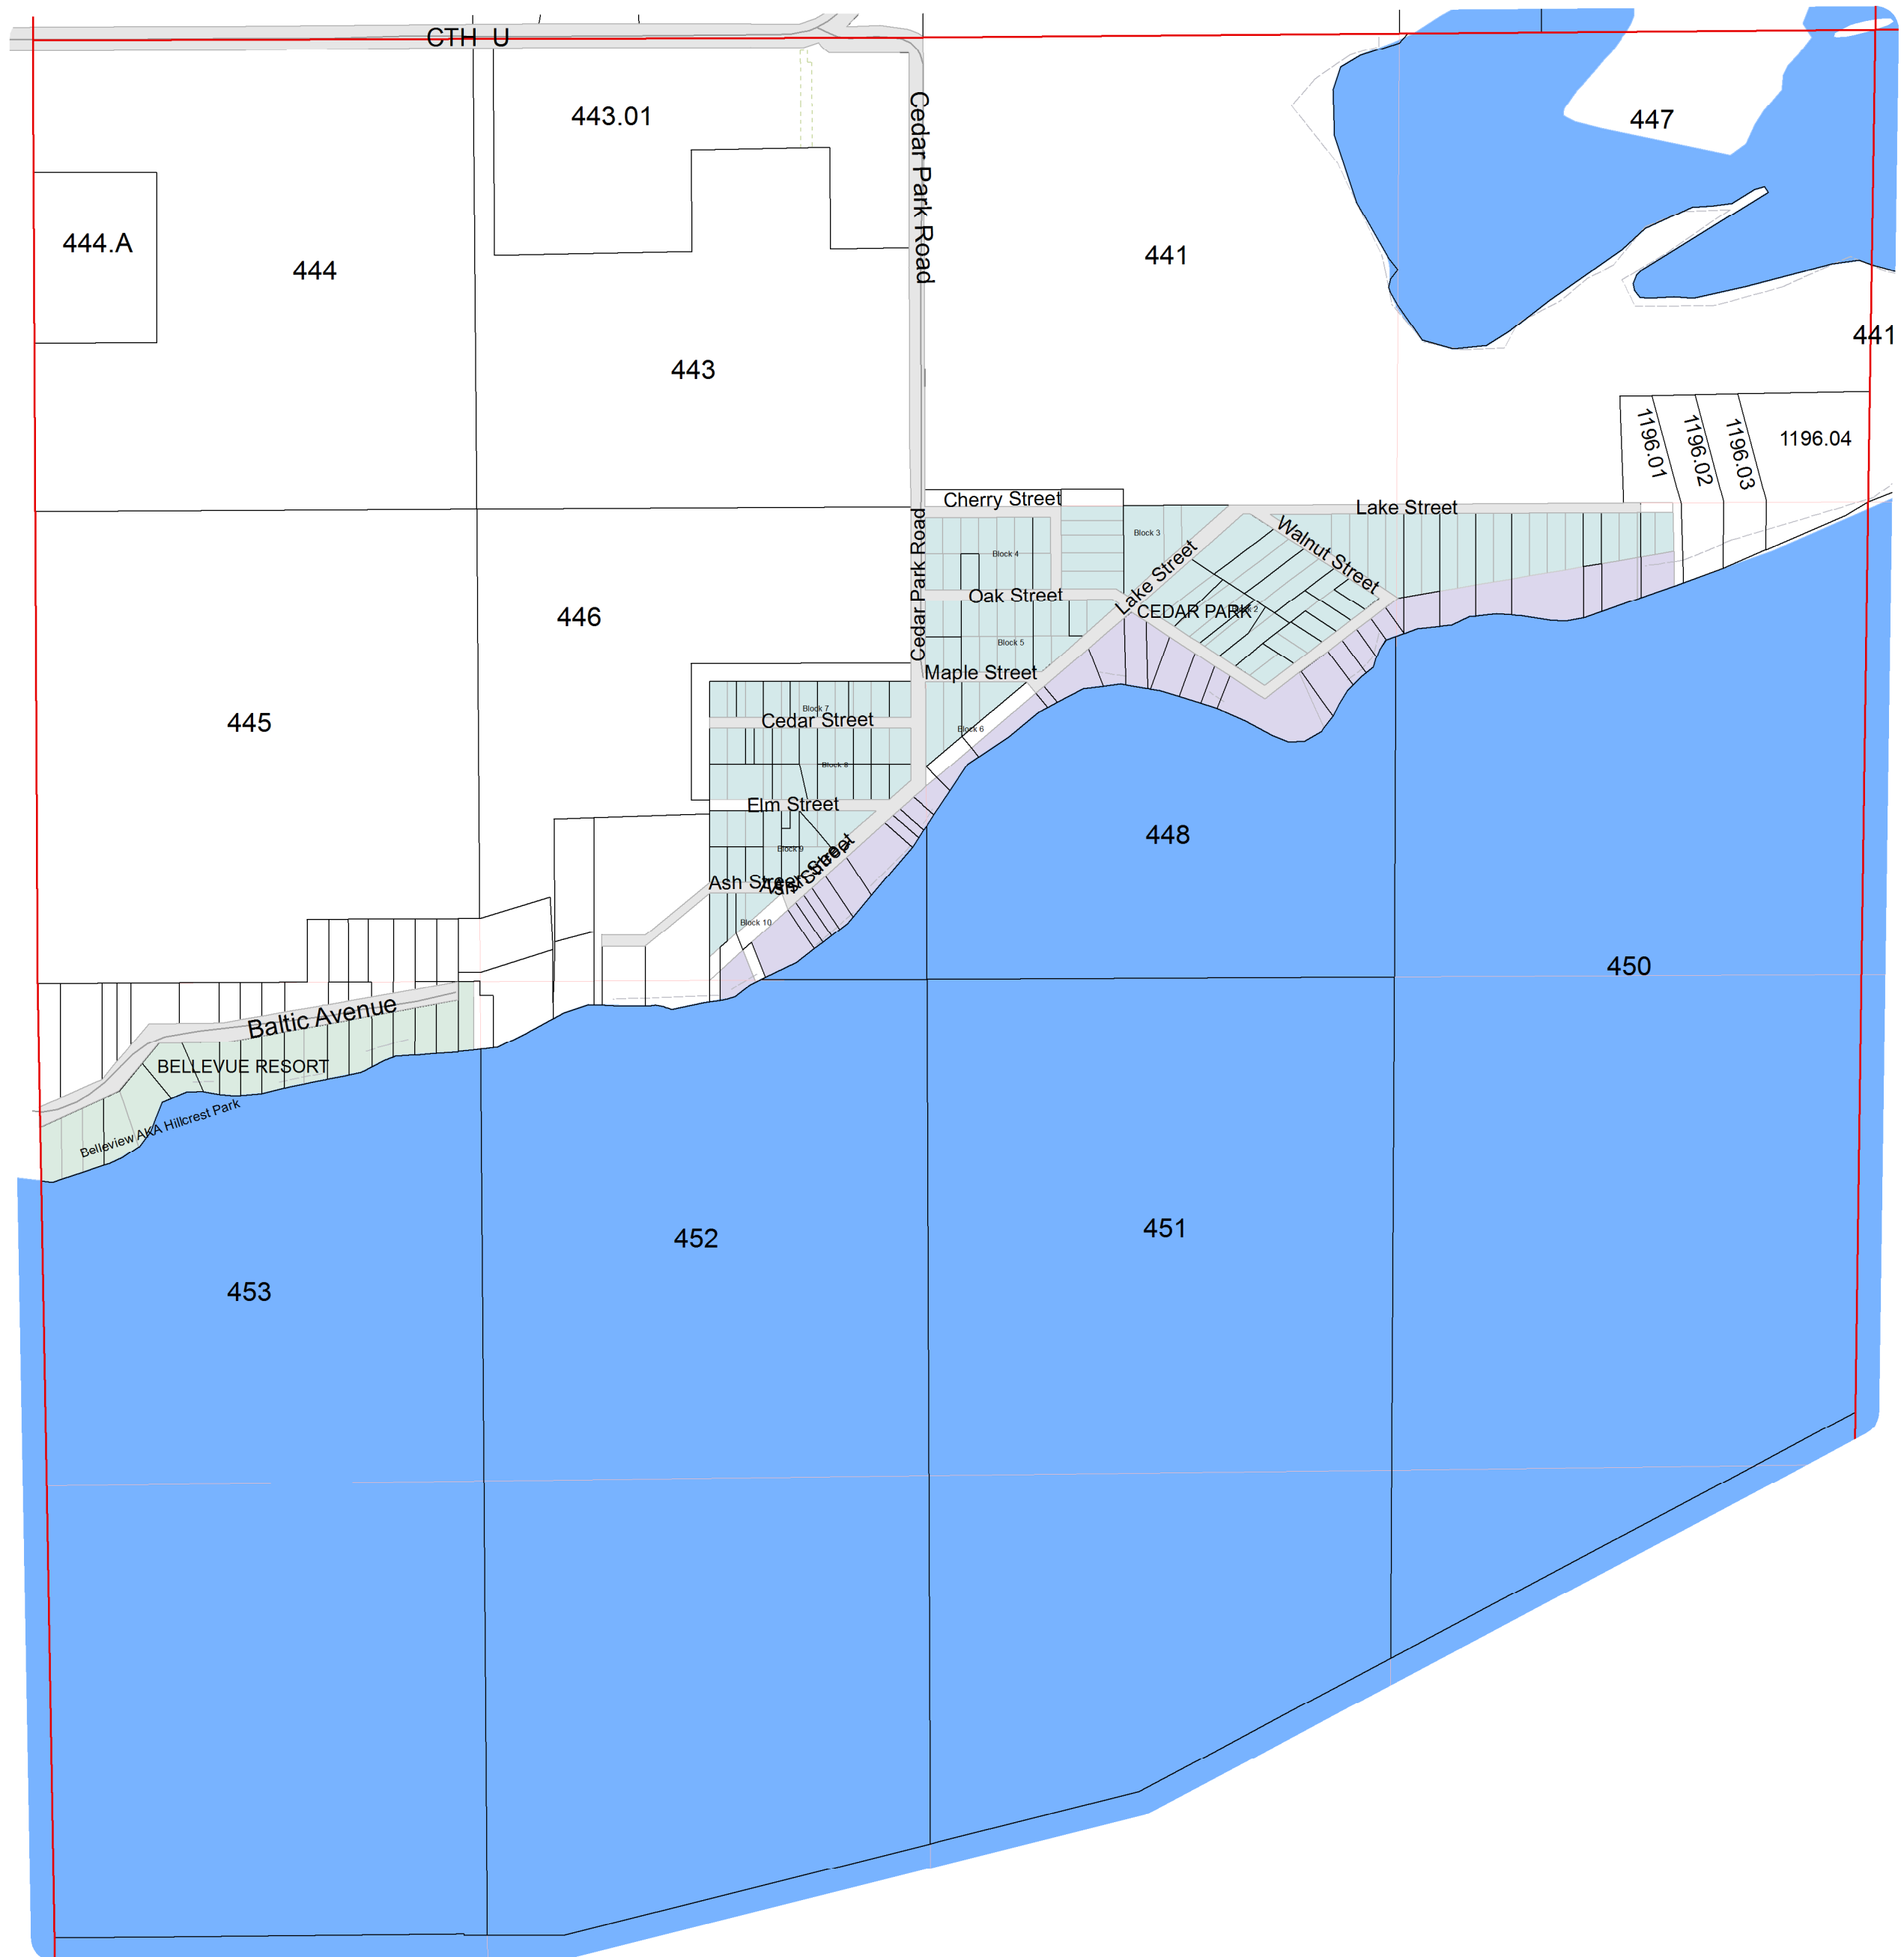 CTH U
443.01
447
Cedar Park Road
444.A
444
441
441
443
1196.01
1196.02
1196.03
1196.04
Cherry Street
Lake Street
Cedar Park Road
Block 3
Walnut Street
Block 4
Lake Street
Oak Street
CEDAR PARK
446
Block 5
Maple Street
445
Block 7
Cedar Street
Block 6
Block 8
Elm Street
448
Block 9
Ash Street
Ash Street
Block 10
450
Baltic Avenue
BELLEVUE RESORT
Belleview AKA Hillcrest Park
452
451
453